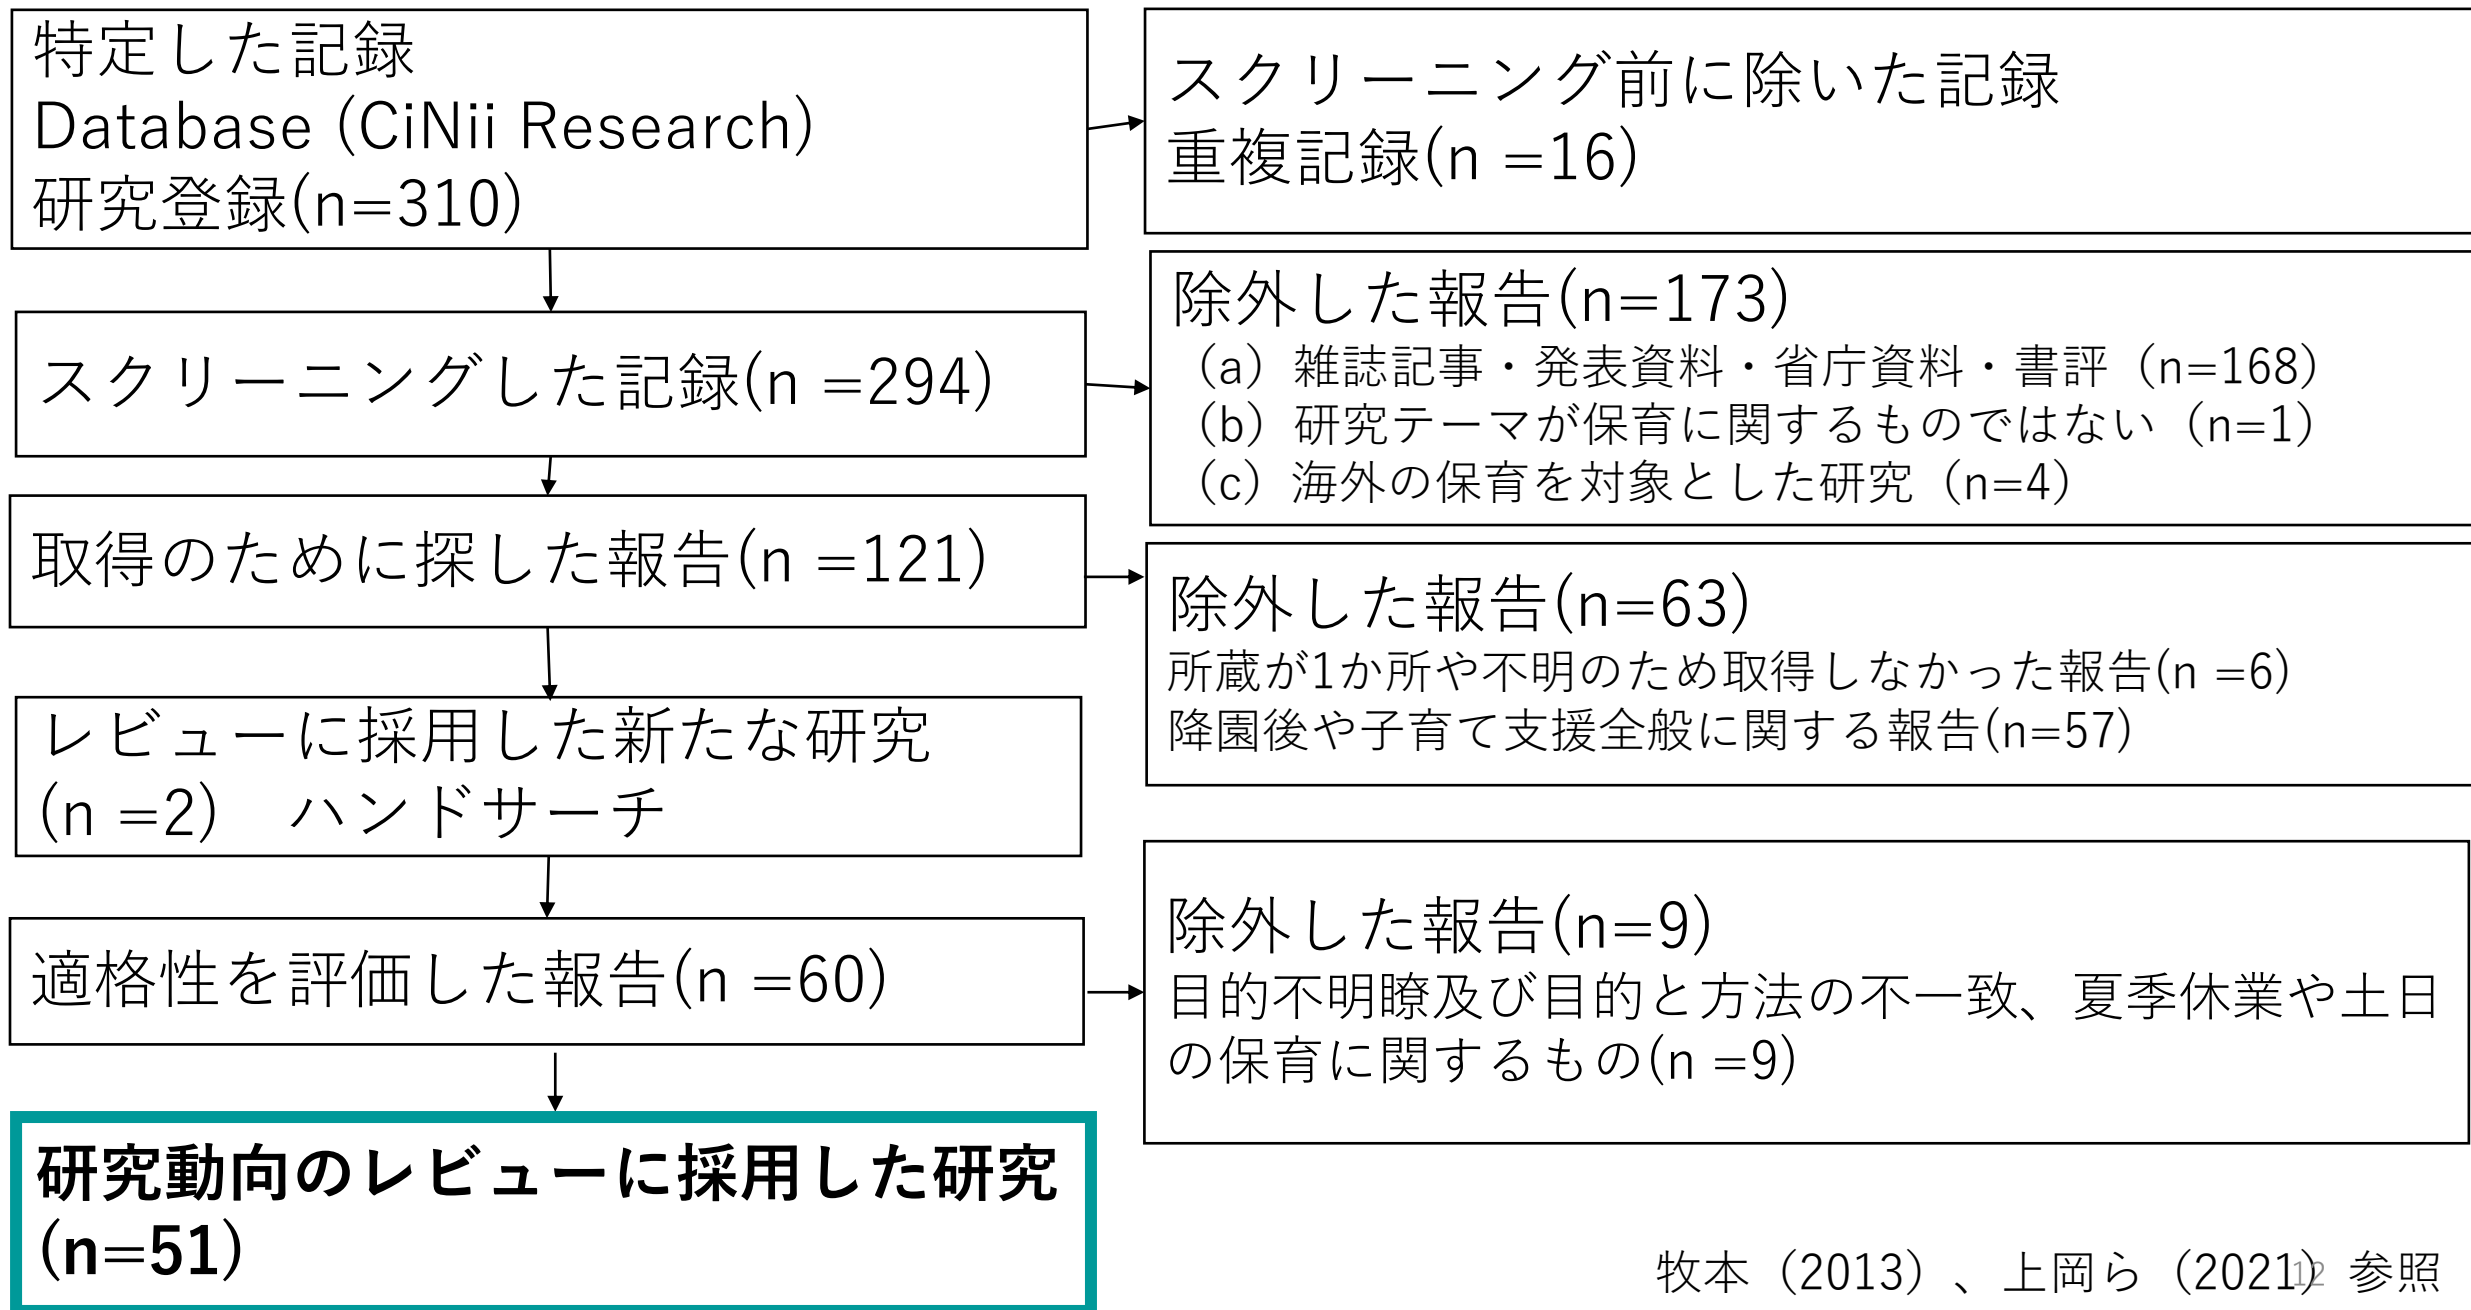 特定した記録
Database (CiNii Research)
研究登録(n=310)
スクリーニング前に除いた記録
重複記録(n =16)
スクリーニングした記録(n =294)
除外した報告(n=173)
（a）雑誌記事・発表資料・省庁資料・書評（n=168）
（b）研究テーマが保育に関するものではない（n=1）
（c）海外の保育を対象とした研究（n=4）
取得のために探した報告(n =121)
除外した報告(n=63)
所蔵が1か所や不明のため取得しなかった報告(n =6)
降園後や子育て支援全般に関する報告(n=57)
レビューに採用した新たな研究
(n =2)　ハンドサーチ
適格性を評価した報告(n =60)
除外した報告(n=9)
目的不明瞭及び目的と方法の不一致、夏季休業や土日
の保育に関するもの(n =9)
研究動向のレビューに採用した研究
(n=51)
牧本（2013）、上岡ら（2021）参照
12